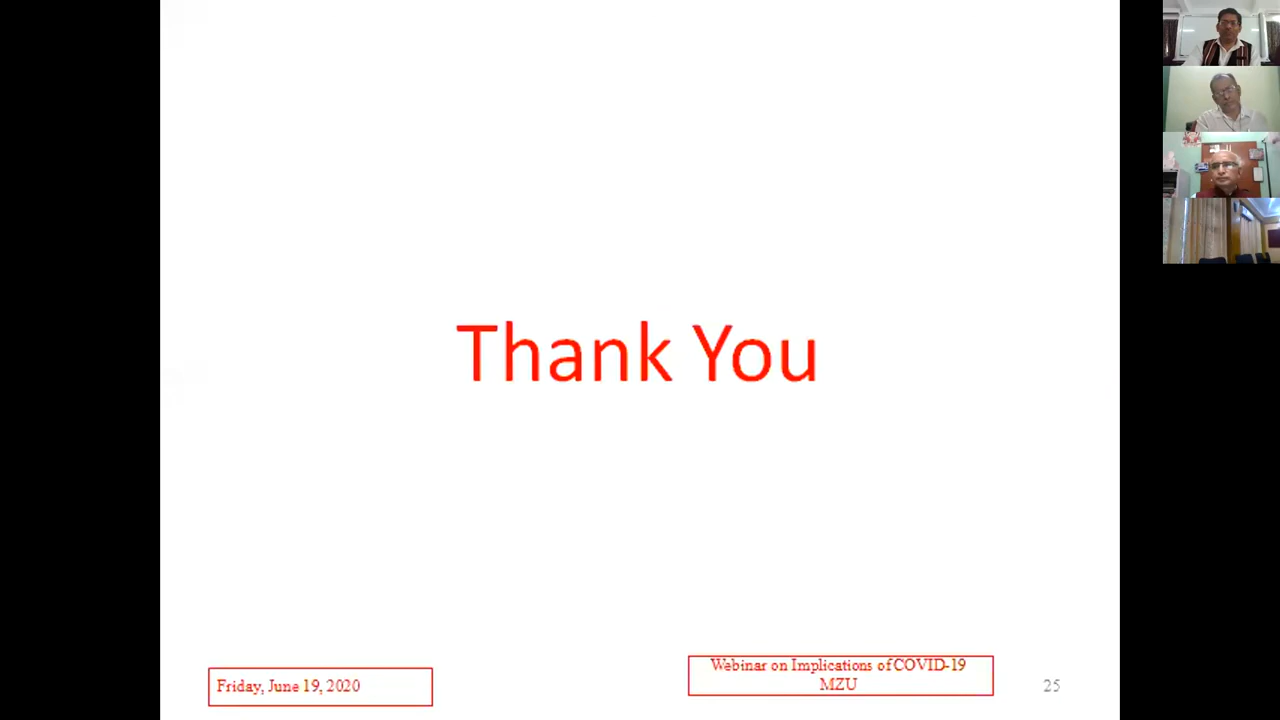 Thank You
Friday, June 19, 2020
Webinar on Implications of COVID-19
MZU
25